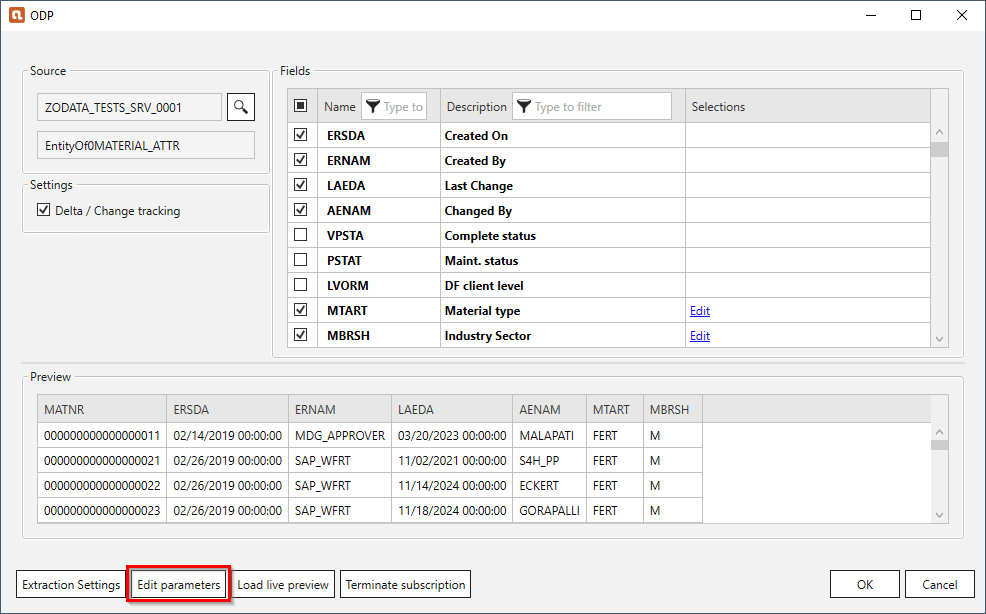 ODP
Source
ZODATA_TESTS_SRV_0001
EntityOf0MATERIAL_ATTR
Settings
Delta / Change tracking
Fields
Name Type to Description Type to filter Selections
ERSDA Created On
ERNAM Created By
LAEDA Last Change
AENAM Changed By
VPSTA Complete status
PSTAT Maint. status
LVORM DF client level
MTART Material type Edit
MBRSH Industry Sector Edit
Preview
MATNR ERSDA ERNAM LAEDA AENAM MTART MBRSH
000000000000000011 02/14/2019 00:00:00 MDG_APPROVER 03/20/2023 00:00:00 MALAPATI FERT M
000000000000000021 02/26/2019 00:00:00 SAP_WFRT 11/02/2021 00:00:00 S4H_PP FERT M
000000000000000022 02/26/2019 00:00:00 SAP_WFRT 11/14/2024 00:00:00 ECKERT FERT M
000000000000000023 02/26/2019 00:00:00 SAP_WFRT 11/18/2024 00:00:00 GORAPALLI FERT M
Extraction Settings Edit parameters Load live preview Terminate subscription OK Cancel